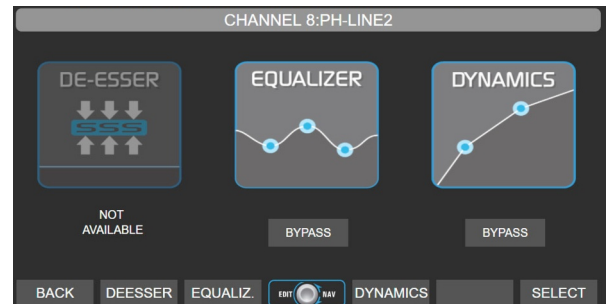 CHANNEL 8:PH-LINE2
DE-ESSER
SSS
EQUALIZER
DYNAMICS
NOT
AVAILABLE
BYPASS
BYPASS
BACK
DEESSER
EQUALIZ.
EDIT
NAV
DYNAMICS
SELECT